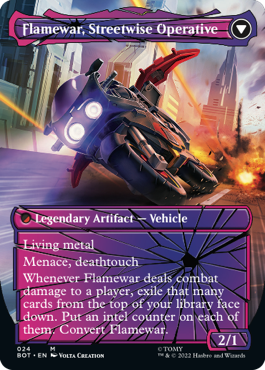 Flamewar, Streetwise Operative
Legendary Artifact — Vehicle
Living metal
Menace, deathtouch
Whenever Flamewar deals combat
damage to a player, exile that many
cards from the top of your library face
down. Put an intel counter on each of
them. Convert Flamewar.
2/1
024 M
BOT • EN VOLTA CREATION
© TOMY
™ & © 2022 Hasbro and Wizards